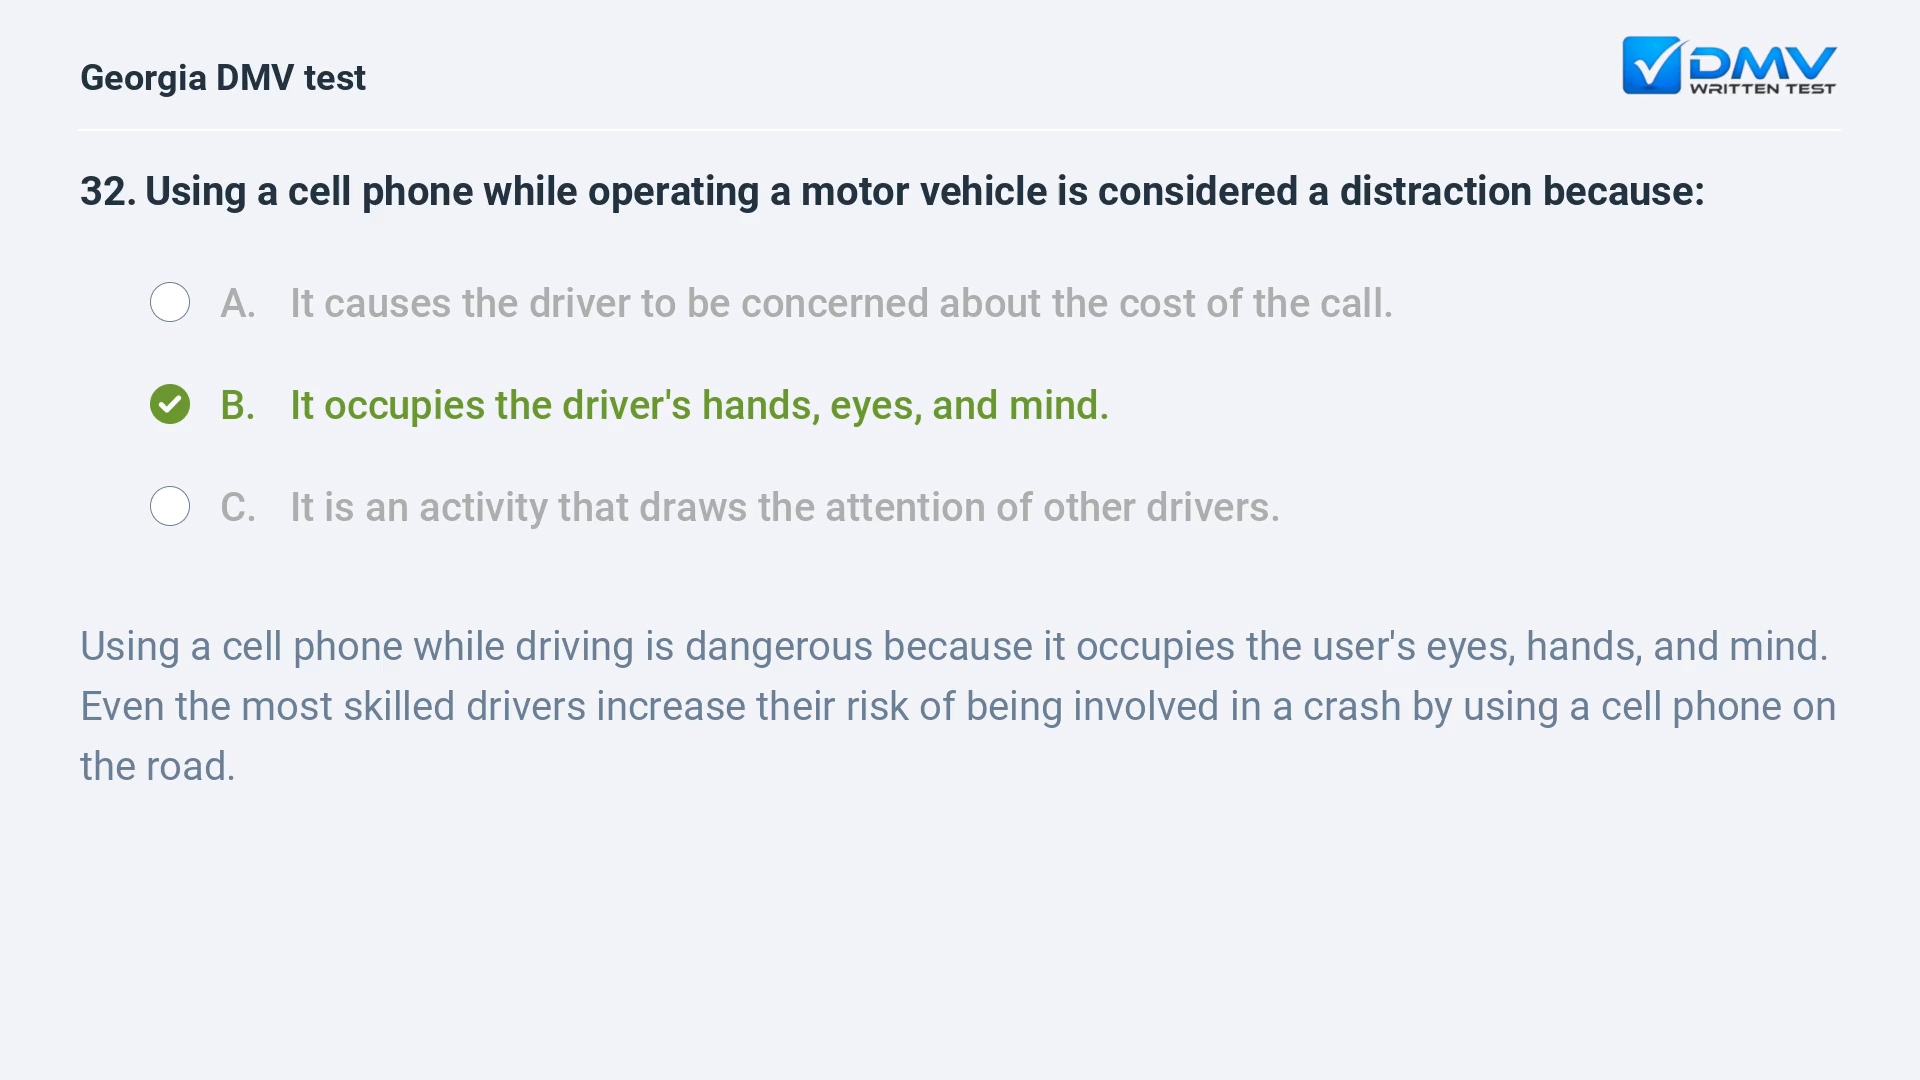 Georgia DMV test
DMV
WRITTEN TEST
32. Using a cell phone while operating a motor vehicle is considered a distraction because:
A. It causes the driver to be concerned about the cost of the call.
B. It occupies the driver's hands, eyes, and mind.
C. It is an activity that draws the attention of other drivers.
Using a cell phone while driving is dangerous because it occupies the user's eyes, hands, and mind.
Even the most skilled drivers increase their risk of being involved in a crash by using a cell phone on
the road.